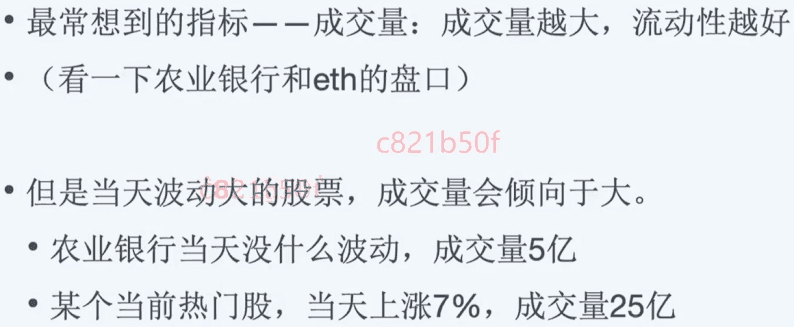 • 最常想到的指标——成交量：成交量越大，流动性越好
• （看一下农业银行和eth的盘口）
c821b50f
• 但是当天波动大的股票，成交量会倾向于大。
• 农业银行当天没什么波动，成交量5亿
• 某个当前热门股，当天上涨7%，成交量25亿